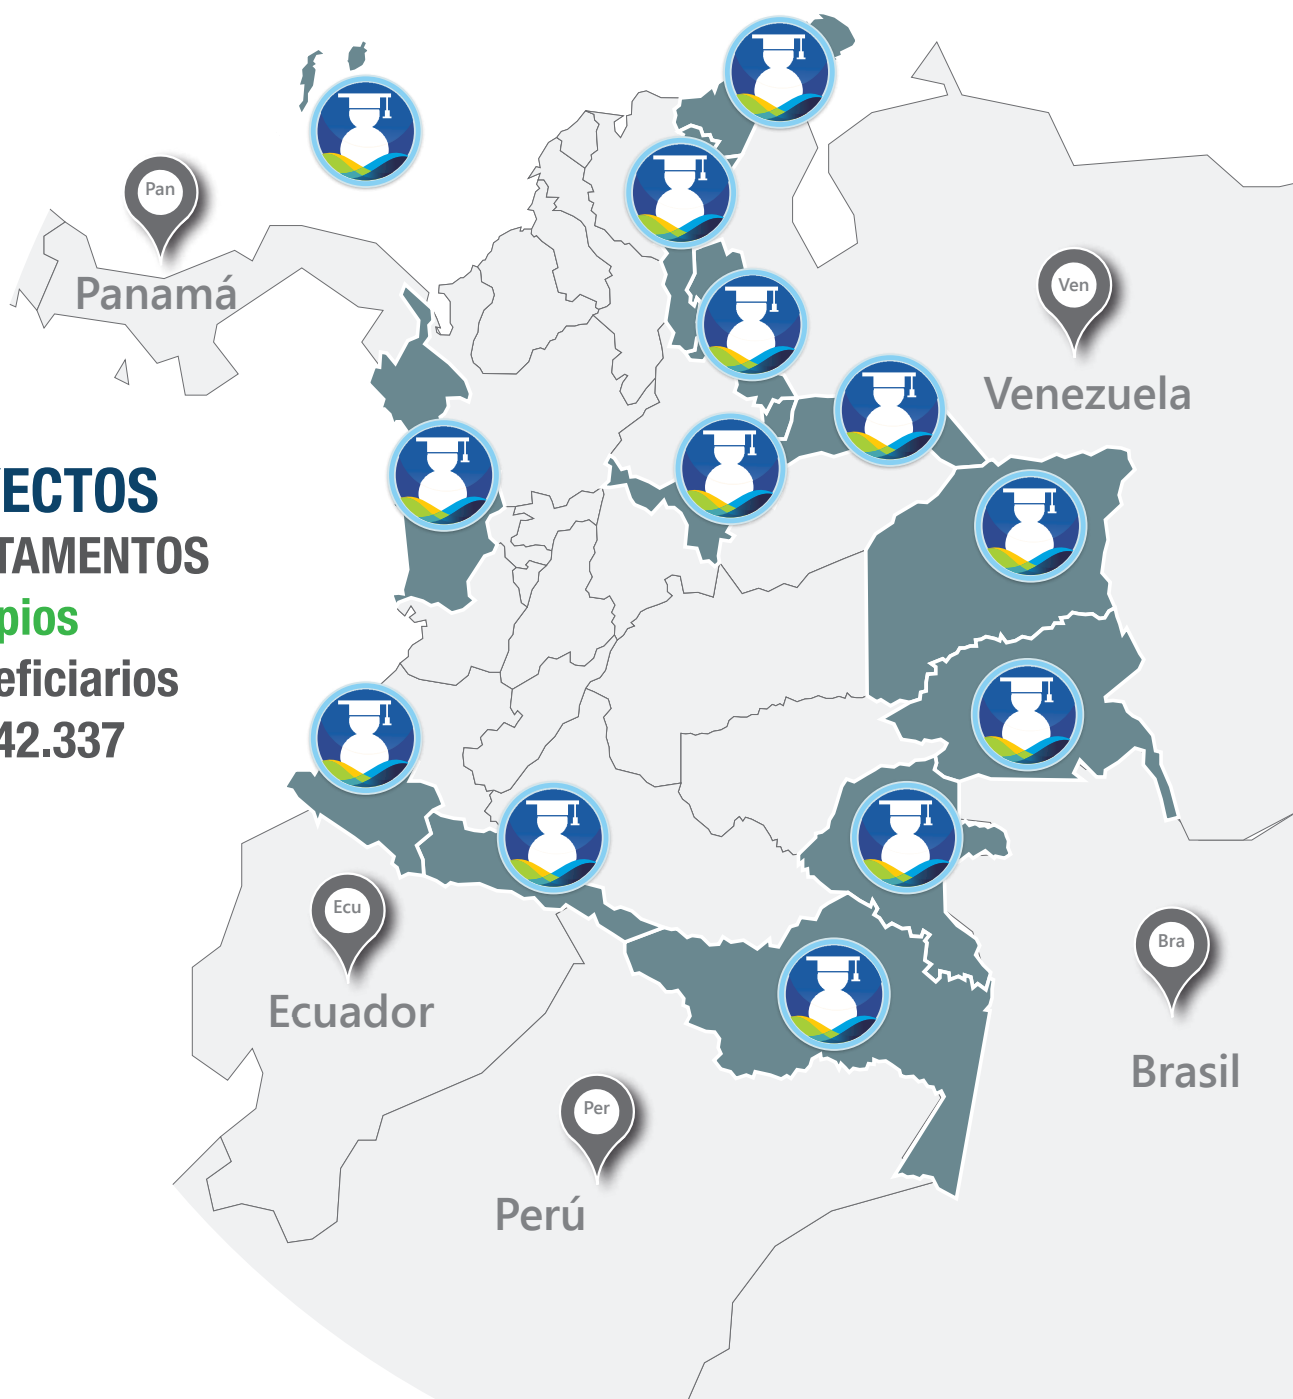 Pan
Panamá
Ven
Venezuela
ECTOS
TAMENTOS
pios
eficiarios
42.337
Ecu
Ecuador
Bra
Brasil
Per
Perú